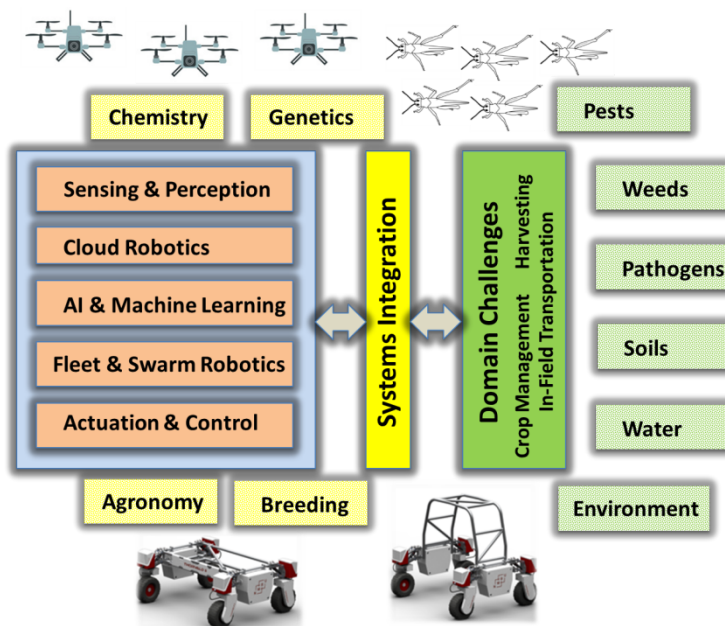 Chemistry
Genetics
Pests
Sensing & Perception
Cloud Robotics
AI & Machine Learning
Fleet & Swarm Robotics
Actuation & Control
Systems Integration
Domain Challenges
Crop Management Harvesting
In-Field Transportation
Weeds
Pathogens
Soils
Water
Agronomy
Breeding
Environment